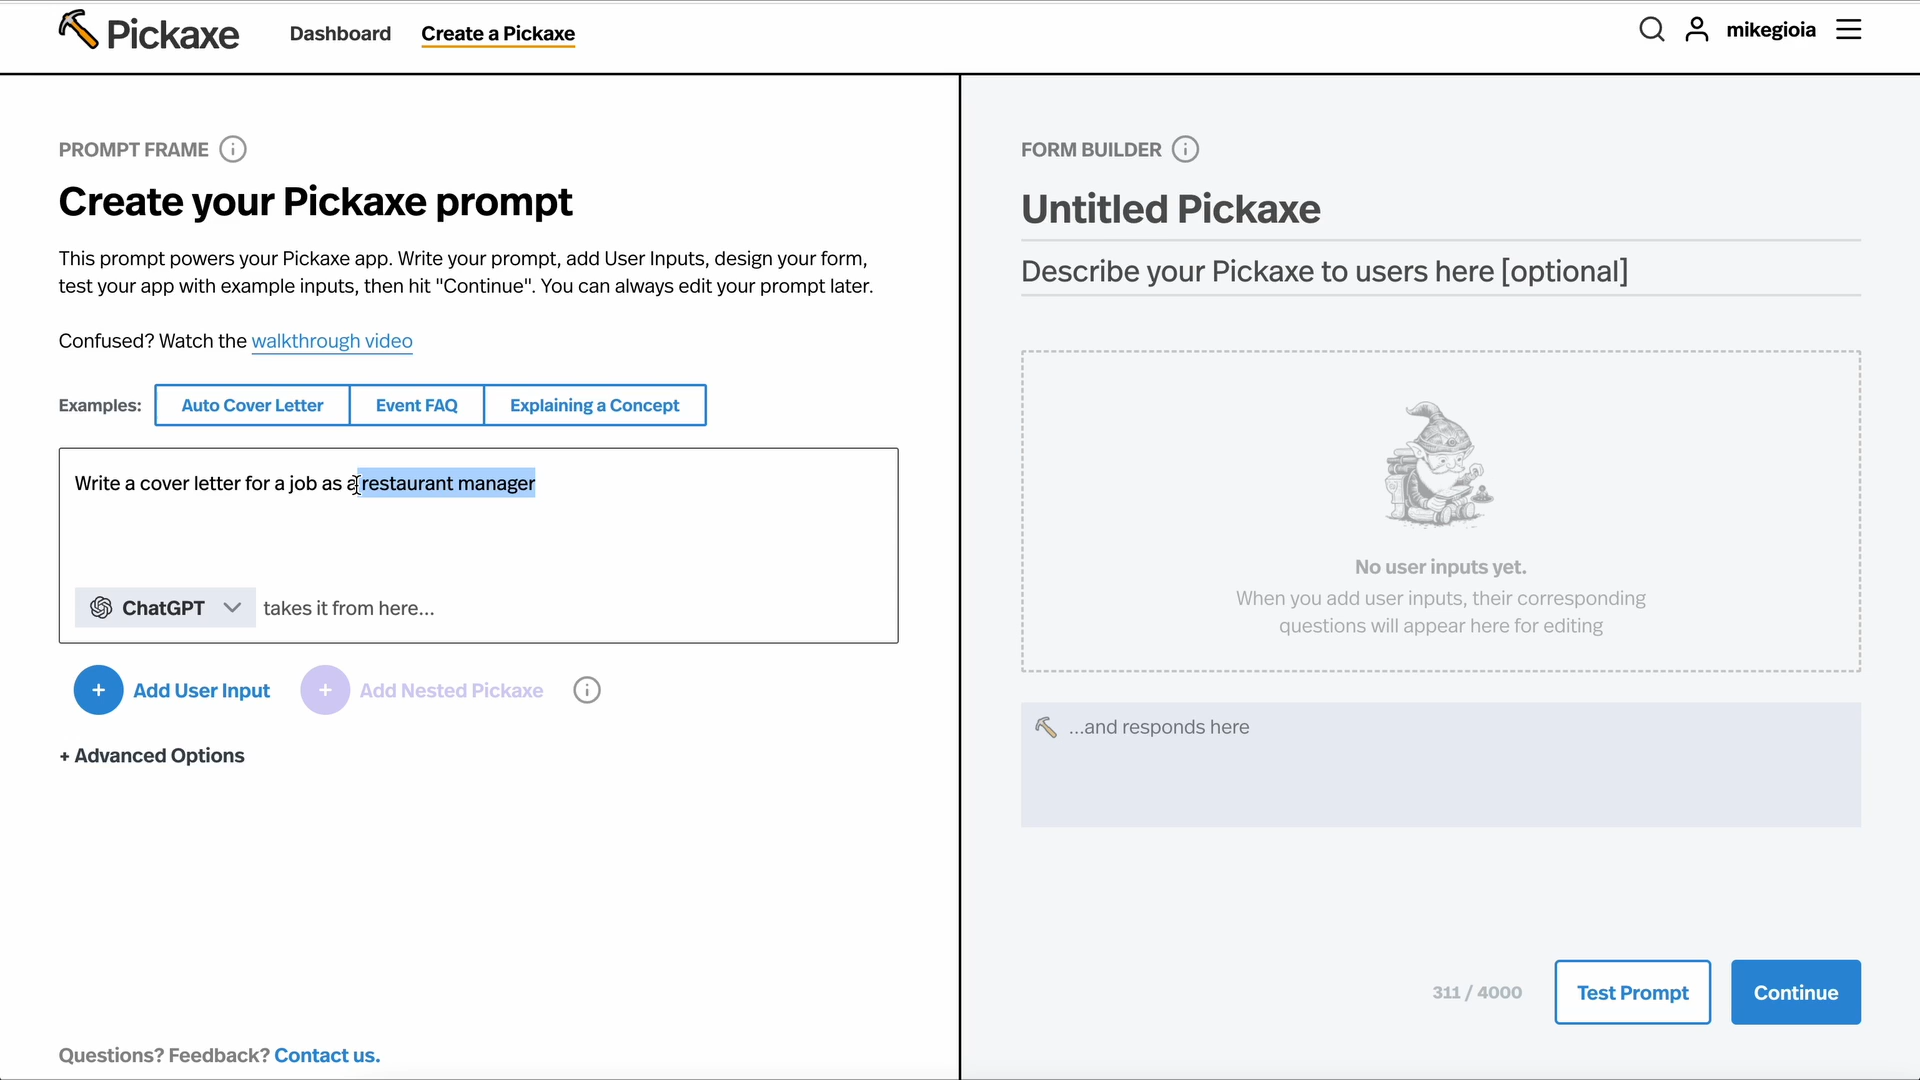 Pickaxe
Dashboard
Create a Pickaxe
mikegioia
PROMPT FRAME
Create your Pickaxe prompt
This prompt powers your Pickaxe app. Write your prompt, add User Inputs, design your form,
test your app with example inputs, then hit "Continue". You can always edit your prompt later.
Confused? Watch the walkthrough video
Examples:
Auto Cover Letter
Event FAQ
Explaining a Concept
Write a cover letter for a job as a restaurant manager
ChatGPT takes it from here...
+ Add User Input
+ Add Nested Pickaxe
+ Advanced Options
Questions? Feedback? Contact us.
FORM BUILDER
Untitled Pickaxe
Describe your Pickaxe to users here [optional]
No user inputs yet.
When you add user inputs, their corresponding
questions will appear here for editing
...and responds here
311 / 4000
Test Prompt
Continue